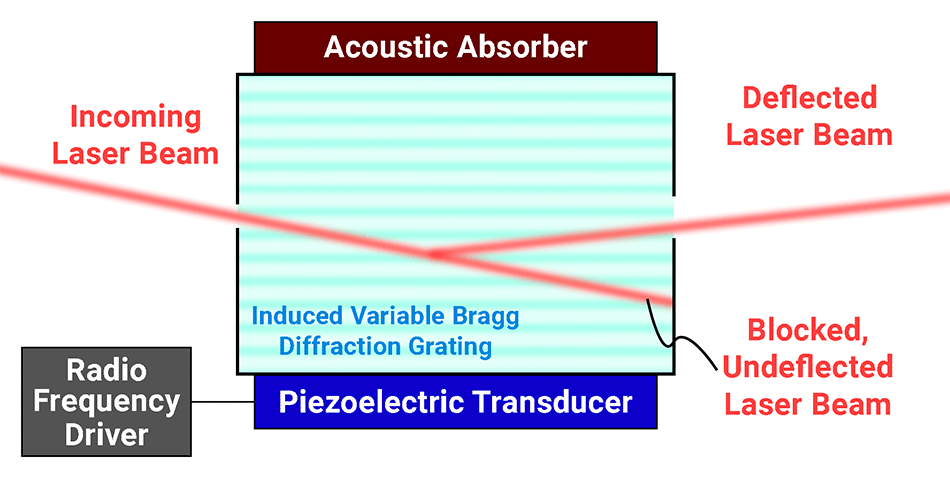 Acoustic Absorber
Incoming
Laser Beam
Deflected
Laser Beam
Induced Variable Bragg
Diffraction Grating
Blocked,
Undeflected
Laser Beam
Radio
Frequency
Driver
Piezoelectric Transducer